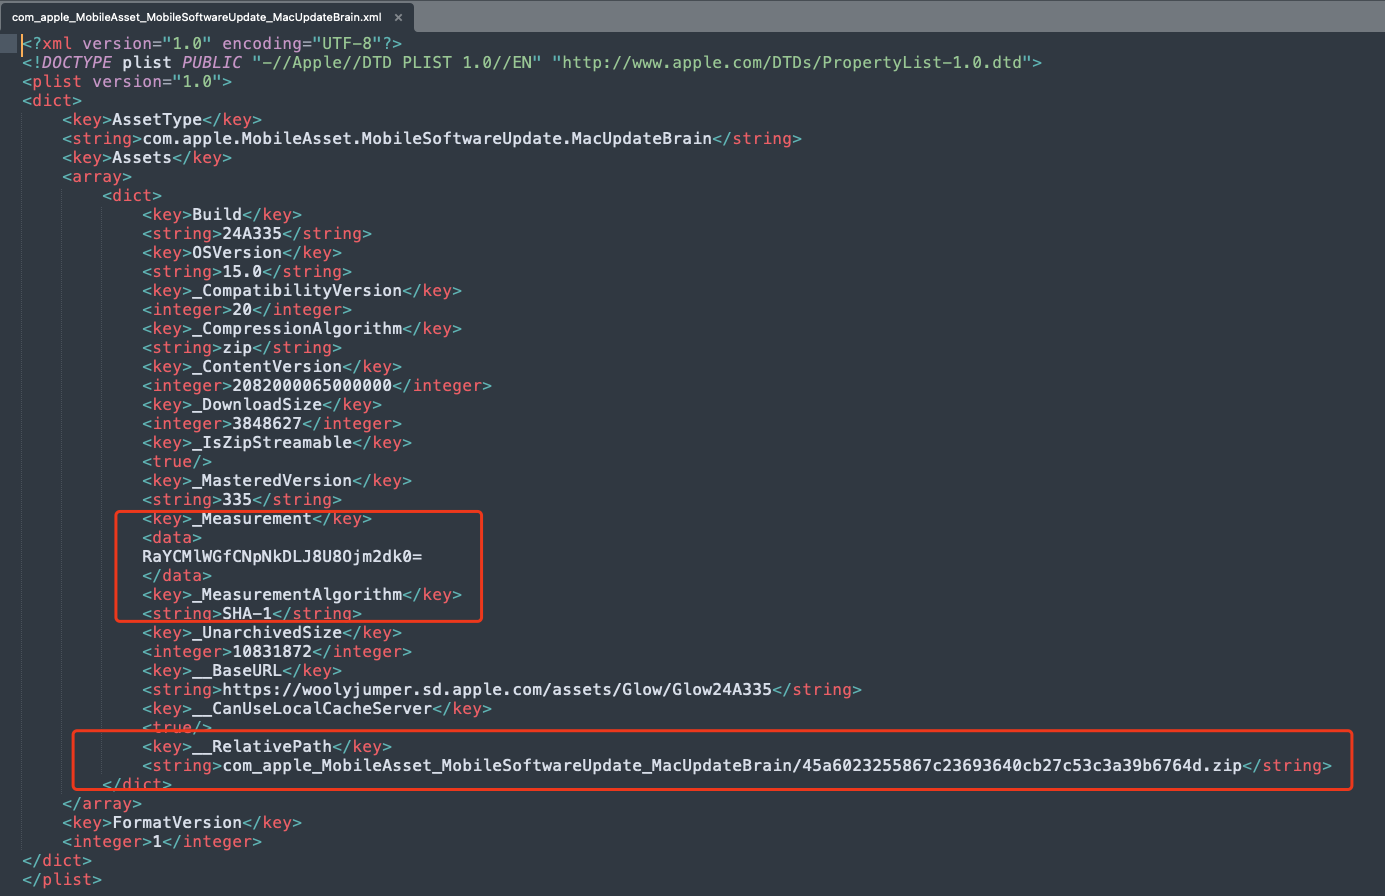 com_apple_MobileAsset_MobileSoftwareUpdate_MacUpdateBrain.xml ×
<?xml version="1.0" encoding="UTF-8"?>
<!DOCTYPE plist PUBLIC "-//Apple//DTD PLIST 1.0//EN" "http://www.apple.com/DTDs/PropertyList-1.0.dtd">
<plist version="1.0">
<dict>
    <key>AssetType</key>
    <string>com.apple.MobileAsset.MobileSoftwareUpdate.MacUpdateBrain</string>
    <key>Assets</key>
    <array>
        <dict>
            <key>Build</key>
            <string>24A335</string>
            <key>OSVersion</key>
            <string>15.0</string>
            <key>_CompatibilityVersion</key>
            <integer>20</integer>
            <key>_CompressionAlgorithm</key>
            <string>zip</string>
            <key>_ContentVersion</key>
            <integer>2082000065000000</integer>
            <key>_DownloadSize</key>
            <integer>3848627</integer>
            <key>_IsZipStreamable</key>
            <true/>
            <key>_MasteredVersion</key>
            <string>335</string>
            <key>_Measurement</key>
            <data>
            RaYCMlWGfCNpNkDLJ8U8Ojm2dk0=
            </data>
            <key>_MeasurementAlgorithm</key>
            <string>SHA-1</string>
            <key>_UnarchivedSize</key>
            <integer>10831872</integer>
            <key>__BaseURL</key>
            <string>https://woolyjumper.sd.apple.com/assets/Glow/Glow24A335</string>
            <key>__CanUseLocalCacheServer</key>
            <true/>
            <key>__RelativePath</key>
            <string>com_apple_MobileAsset_MobileSoftwareUpdate_MacUpdateBrain/45a6023255867c23693640cb27c53c3a39b6764d.zip</string>
        </dict>
    </array>
    <key>FormatVersion</key>
    <integer>1</integer>
</dict>
</plist>